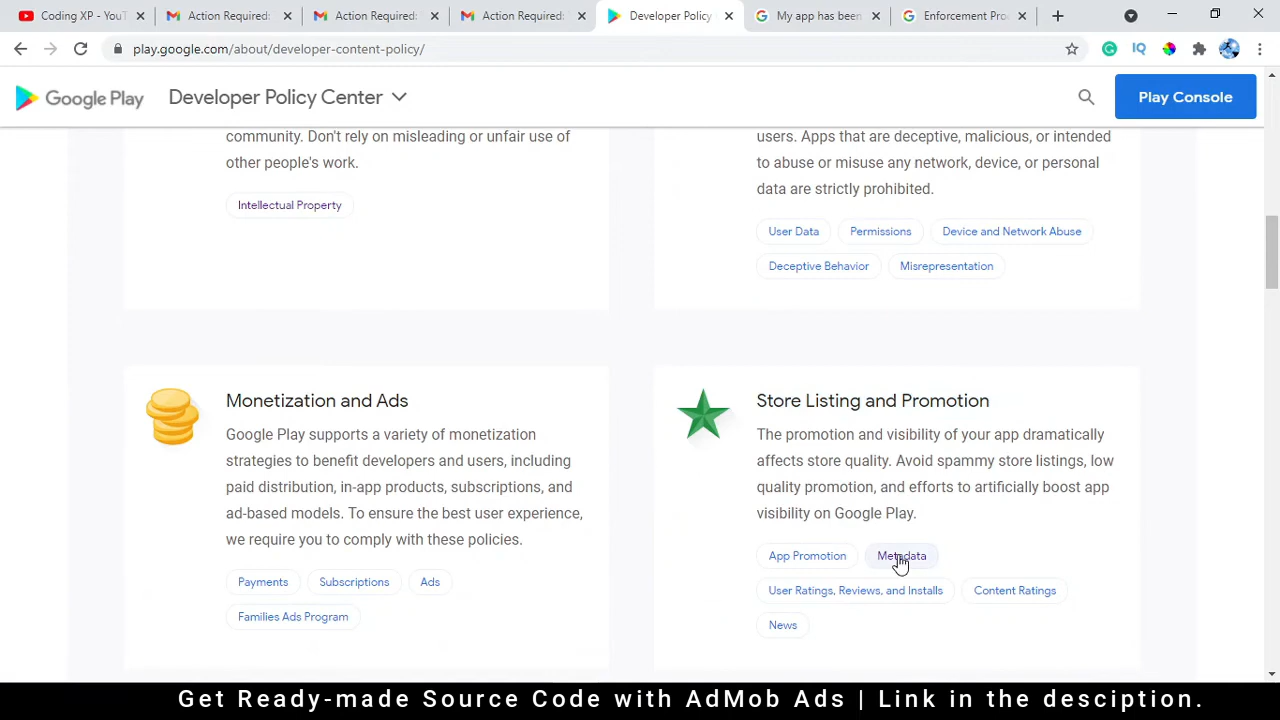 Coding XP - YouT
Action Required:
Action Required:
Action Required:
Developer Policy
My app has been
Enforcement Pro
play.google.com/about/developer-content-policy/
IQ
Google Play
Developer Policy Center
Play Console
community. Don't rely on misleading or unfair use of
other people's work.
Intellectual Property
users. Apps that are deceptive, malicious, or intended
to abuse or misuse any network, device, or personal
data are strictly prohibited.
User Data
Permissions
Device and Network Abuse
Deceptive Behavior
Misrepresentation
Monetization and Ads
Google Play supports a variety of monetization
strategies to benefit developers and users, including
paid distribution, in-app products, subscriptions, and
ad-based models. To ensure the best user experience,
we require you to comply with these policies.
Payments
Subscriptions
Ads
Families Ads Program
Store Listing and Promotion
The promotion and visibility of your app dramatically
affects store quality. Avoid spammy store listings, low
quality promotion, and efforts to artificially boost app
visibility on Google Play.
App Promotion
Metadata
User Ratings, Reviews, and Installs
Content Ratings
News
Get Ready-made Source Code with AdMob Ads | Link in the desciption.